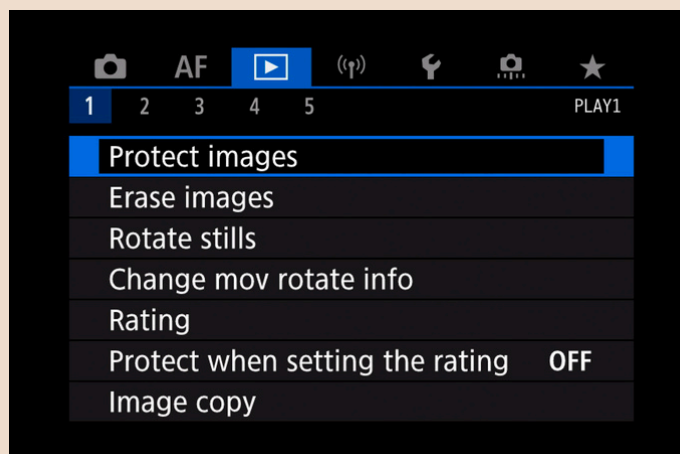 AF
1 2 3 4 5 PLAY1
Protect images
Erase images
Rotate stills
Change mov rotate info
Rating
Protect when setting the rating OFF
Image copy